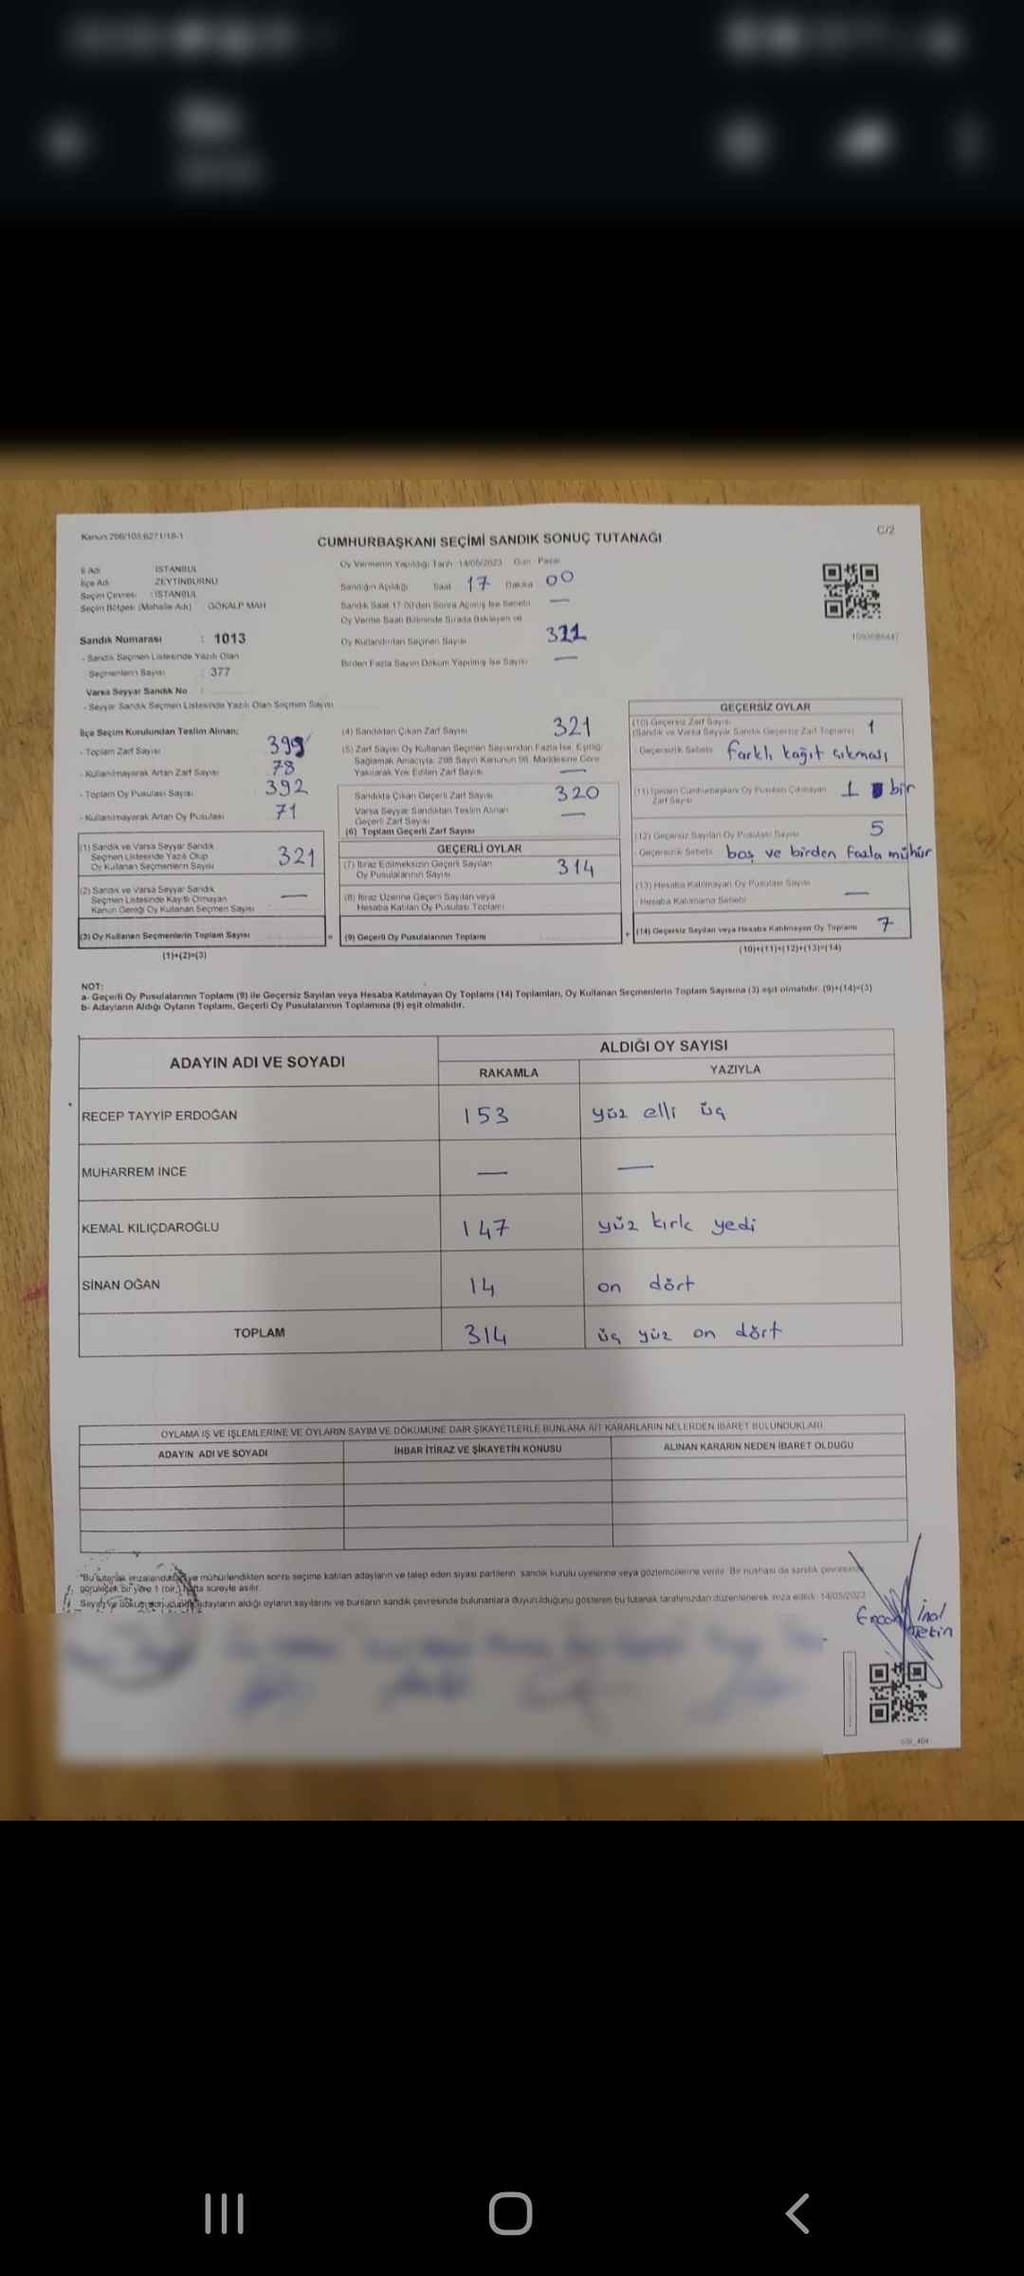 Kanun 298/103 6271/18-1
C/2
CUMHURBAŞKANI SEÇİMİ SANDIK SONUÇ TUTANAĞI
İl Adı İSTANBUL
İlçe Adı ZEYTİNBURNU
Seçim Çevresi : İSTANBUL
Seçim Bölgesi (Mahalle Adı) GÖKALP MAH
Sandık Numarası : 1013
- Sandık Seçmen Listesinde Yazılı Olan
Seçmenlerin Sayısı : 377
Varsa Seyyar Sandık No
- Seyyar Sandık Seçmen Listesinde Yazılı Olan Seçmen Sayısı
Oy Vermenin Yapıldığı Tarih 14/05/2023 Gün Pazar
Sandığın Açıldığı Saat 17 Dakika 00
Sandık Saat 17:00'den Sonra Açılmış İse Sebebi —
Oy Verme Saati Bitiminde Sırada Bekleyen ve
Oy Kullandırılan Seçmen Sayısı 321
Birden Fazla Sayım Döküm Yapılmış İse Sayısı —
İlçe Seçim Kurulundan Teslim Alınan;
- Toplam Zarf Sayısı 399
- Kullanılmayarak Artan Zarf Sayısı 78
- Toplam Oy Pusulası Sayısı 392
- Kullanılmayarak Artan Oy Pusulası 71
(1) Sandık ve Varsa Seyyar Sandık
Seçmen Listesinde Yazılı Olup
Oy Kullanan Seçmenlerin Sayısı 321
(2) Sandık ve Varsa Seyyar Sandık
Seçmen Listesinde Kayıtlı Olmayan
Kanun Gereği Oy Kullanan Seçmen Sayısı —
(3) Oy Kullanan Seçmenlerin Toplam Sayısı =
(1)+(2)=(3)
(4) Sandıktan Çıkan Zarf Sayısı 321
(5) Zarf Sayısı Oy Kullanan Seçmen Sayısından Fazla İse, Eşitliği
Sağlamak Amacıyla, 298 Sayılı Kanunun 98. Maddesine Göre
Yakılarak Yok Edilen Zarf Sayısı —
Sandıkta Çıkan Geçerli Zarf Sayısı 320
Varsa Seyyar Sandıktan Teslim Alınan
Geçerli Zarf Sayısı —
(6) Toplam Geçerli Zarf Sayısı
GEÇERLİ OYLAR
(7) İtiraz Edilmeksizin Geçerli Sayılan
Oy Pusulalarının Sayısı 314
(8) İtiraz Üzerine Geçerli Sayılan veya
Hesaba Katılan Oy Pusulası Toplamı
(9) Geçerli Oy Pusulalarının Toplamı +
GEÇERSİZ OYLAR
(10) Geçersiz Zarf Sayısı
(Sandık ve Varsa Seyyar Sandık Geçersiz Zarf Toplamı) 1
- Geçersizlik Sebebi farklı kağıt çıkması
(11) İçinden Cumhurbaşkanı Oy Pusulası Çıkmayan
Zarf Sayısı 1 bir
(12) Geçersiz Sayılan Oy Pusulası Sayısı 5
- Geçersizlik Sebebi boş ve birden fazla mühür
(13) Hesaba Katılmayan Oy Pusulası Sayısı —
- Hesaba Katılmama Sebebi
(14) Geçersiz Sayılan veya Hesaba Katılmayan Oy Toplamı 7
(10)+(11)+(12)+(13)=(14)
NOT:
a- Geçerli Oy Pusulalarının Toplamı (9) ile Geçersiz Sayılan veya Hesaba Katılmayan Oy Toplamı (14) Toplamları, Oy Kullanan Seçmenlerin Toplam Sayısına (3) eşit olmalıdır. (9)+(14)=(3)
b- Adayların Aldığı Oyların Toplamı, Geçerli Oy Pusulalarının Toplamına (9) eşit olmalıdır.
ADAYIN ADI VE SOYADI
ALDIĞI OY SAYISI
RAKAMLA YAZIYLA
RECEP TAYYİP ERDOĞAN 153 yüz elli üç
MUHARREM İNCE — —
KEMAL KILIÇDAROĞLU 147 yüz kırk yedi
SİNAN OĞAN 14 on dört
TOPLAM 314 üç yüz on dört
OYLAMA İŞ VE İŞLEMLERİNE VE OYLARIN SAYIM VE DÖKÜMÜNE DAİR ŞİKAYETLERLE BUNLARA AİT KARARLARIN NELERDEN İBARET BULUNDUKLARI
ADAYIN ADI VE SOYADI İHBAR İTİRAZ VE ŞİKAYETİN KONUSU ALINAN KARARIN NEDEN İBARET OLDUĞU
*Bu tutanak imzalandıktan ve mühürlendikten sonra seçime katılan adayların ve talep eden siyasi partilerin, sandık kurulu üyelerine veya gözlemcilerine verilir. Bir nüshası da sandık çevresinde
görülecek bir yere 1 (bir) hafta süreyle asılır.
Sayım ve döküm sonucunda adayların aldığı oyların sayılarını ve bunların sandık çevresinde bulunanlara duyurulduğunu gösteren bu tutanak tarafımızdan düzenlenerek imza edildi. 14/05/2023